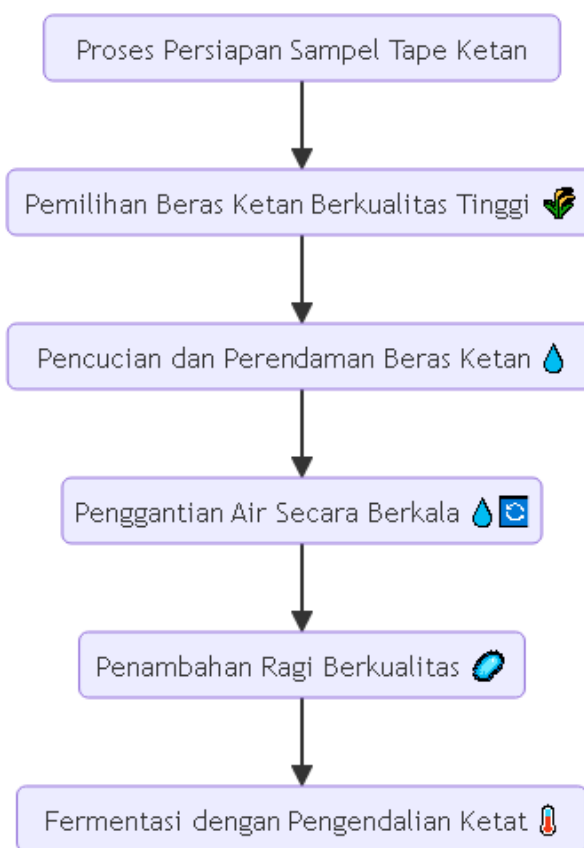 Proses Persiapan Sampel Tape Ketan
Pemilihan Beras Ketan Berkualitas Tinggi
Pencucian dan Perendaman Beras Ketan
Penggantian Air Secara Berkala
Penambahan Ragi Berkualitas
Fermentasi dengan Pengendalian Ketat